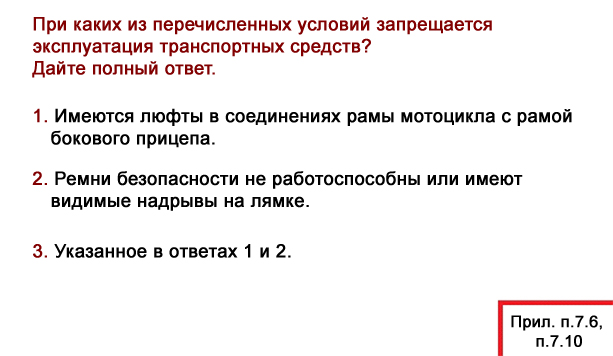 При каких из перечисленных условий запрещается
эксплуатация транспортных средств?
Дайте полный ответ.
1. Имеются люфты в соединениях рамы мотоцикла с рамой
бокового прицепа.
2. Ремни безопасности не работоспособны или имеют
видимые надрывы на лямке.
3. Указанное в ответах 1 и 2.
Прил. п.7.6,
п.7.10